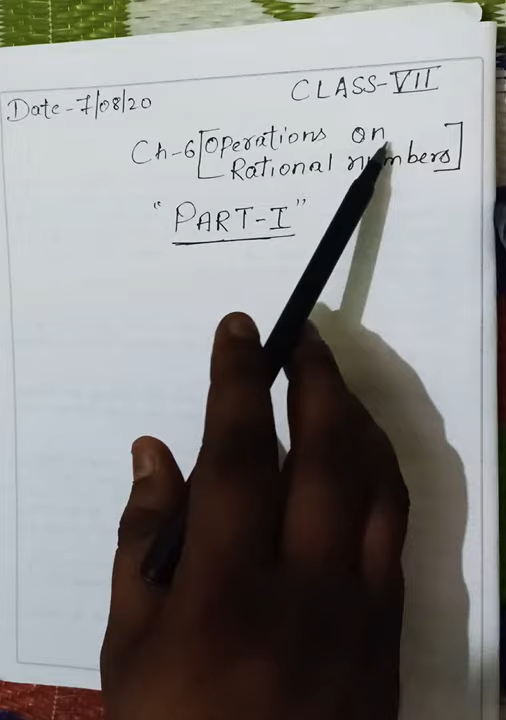 Date - 7/08/20
CLASS-VII
Ch-6 [Operations on
Rational numbers]
"PART-I"